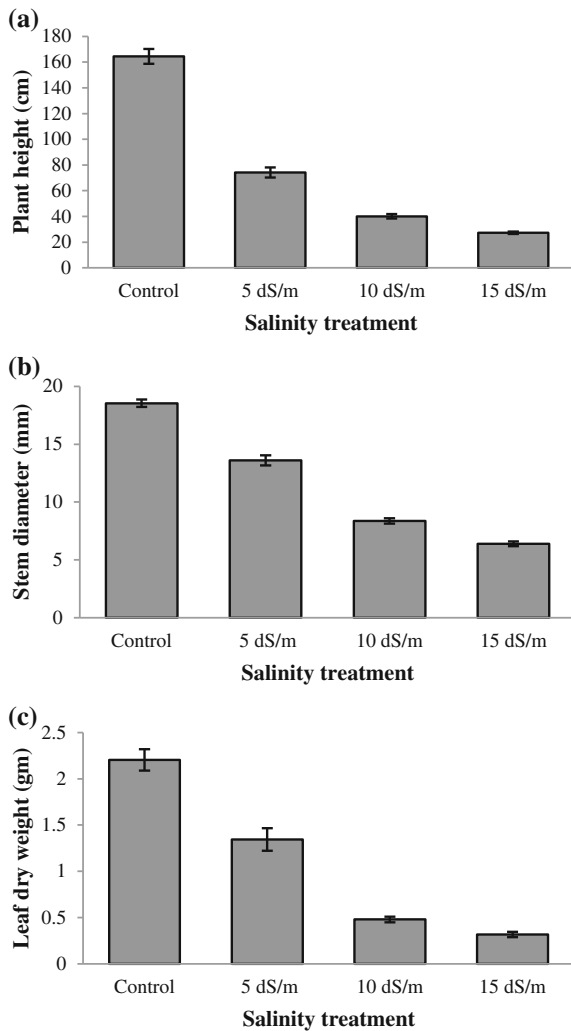 (a)
Plant height (cm)
180
160
140
120
100
80
60
40
20
0
Control 5 dS/m 10 dS/m 15 dS/m
Salinity treatment
(b)
Stem diameter (mm)
20
15
10
5
0
Control 5 dS/m 10 dS/m 15 dS/m
Salinity treatment
(c)
Leaf dry weight (gm)
2.5
2
1.5
1
0.5
0
Control 5 dS/m 10 dS/m 15 dS/m
Salinity treatment